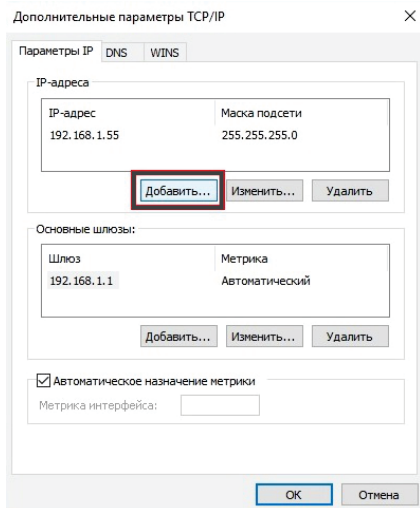 Дополнительные параметры TCP/IP
Параметры IP DNS WINS
IP-адреса
IP-адрес Маска подсети
192.168.1.55 255.255.255.0
Добавить... Изменить... Удалить
Основные шлюзы:
Шлюз Метрика
192.168.1.1 Автоматический
Добавить... Изменить... Удалить
Автоматическое назначение метрики
Метрика интерфейса:
ОК Отмена